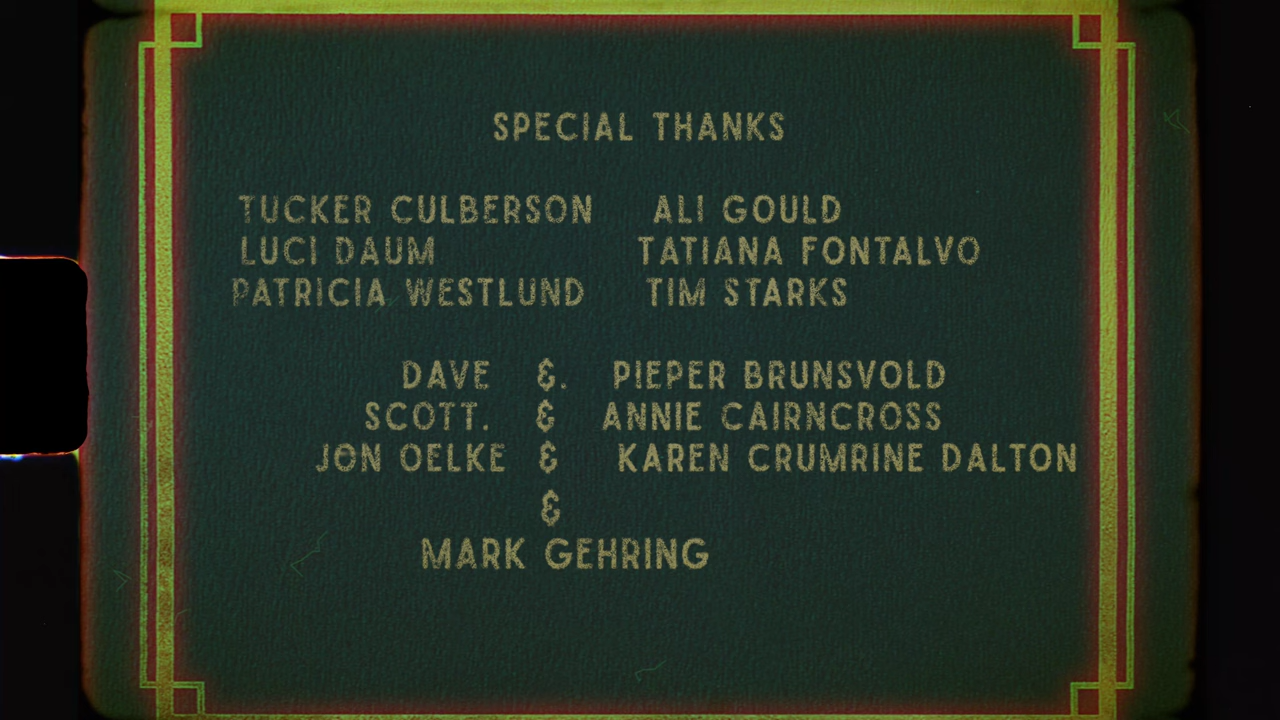 SPECIAL THANKS
TUCKER CULBERSON ALI GOULD
LUCI DAUM TATIANA FONTALVO
PATRICIA WESTLUND TIM STARKS
DAVE &. PIEPER BRUNSVOLD
SCOTT. & ANNIE CAIRNCROSS
JON OELKE & KAREN CRUMRINE DALTON
&
MARK GEHRING